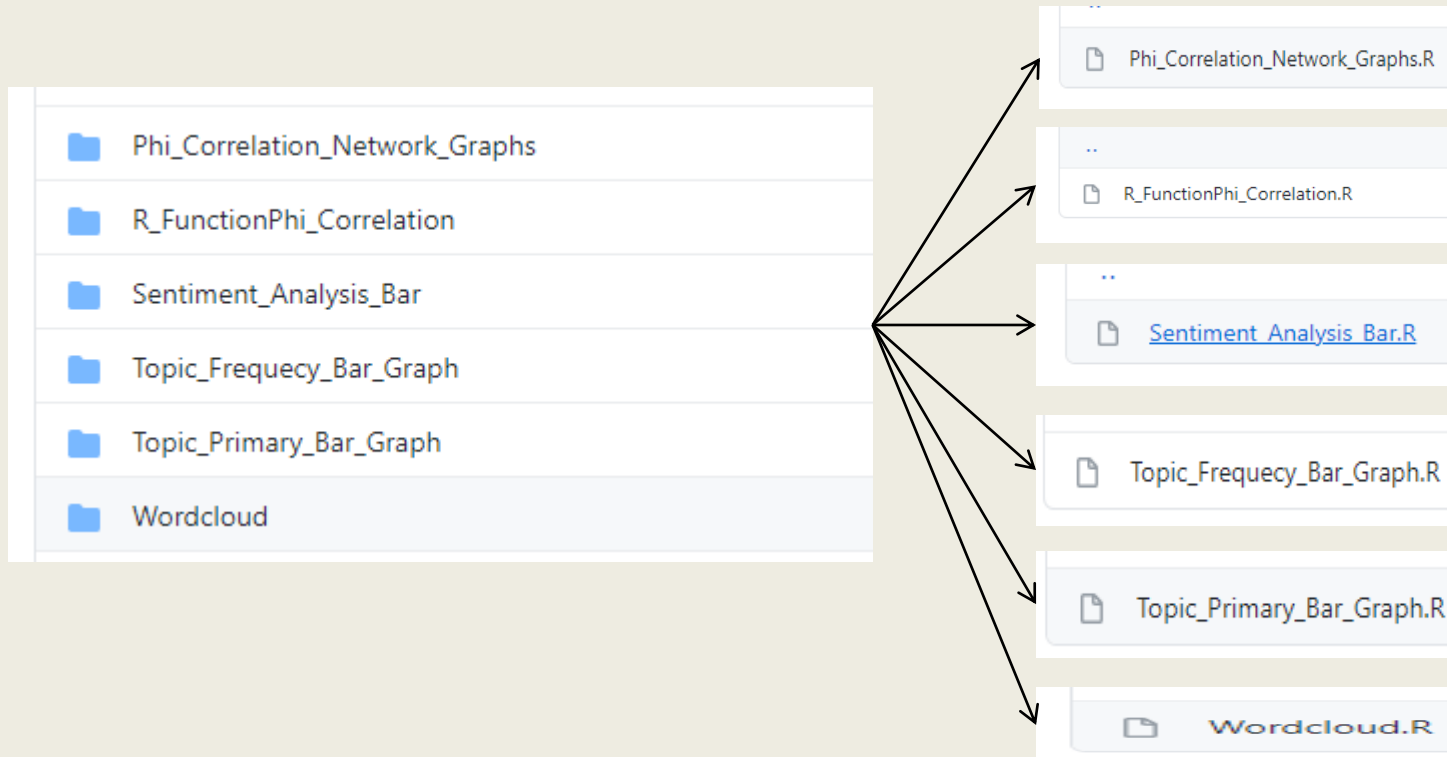 Phi_Correlation_Network_Graphs
R_FunctionPhi_Correlation
Sentiment_Analysis_Bar
Topic_Frequecy_Bar_Graph
Topic_Primary_Bar_Graph
Wordcloud
..
Phi_Correlation_Network_Graphs.R
..
R_FunctionPhi_Correlation.R
..
Sentiment_Analysis_Bar.R
Topic_Frequecy_Bar_Graph.R
Topic_Primary_Bar_Graph.R
Wordcloud.R